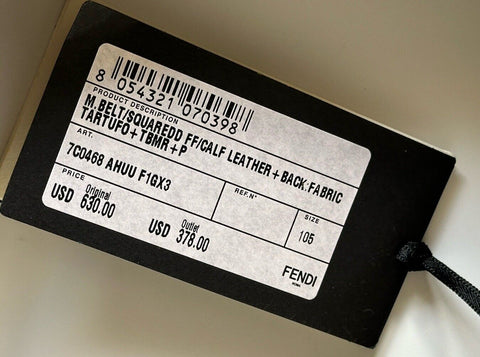 8 054321 070398
PRODUCT DESCRIPTION
M.BELT/SQUAREDD FF/CALF LEATHER+BACK:FABRIC
TARTUFO+TBMR+P
ART.
7C0468 AHUU F1GX3
REF.N°
SIZE
105
PRICE
Original
USD 630.00
Outlet
USD 378.00
FENDI
ROMA